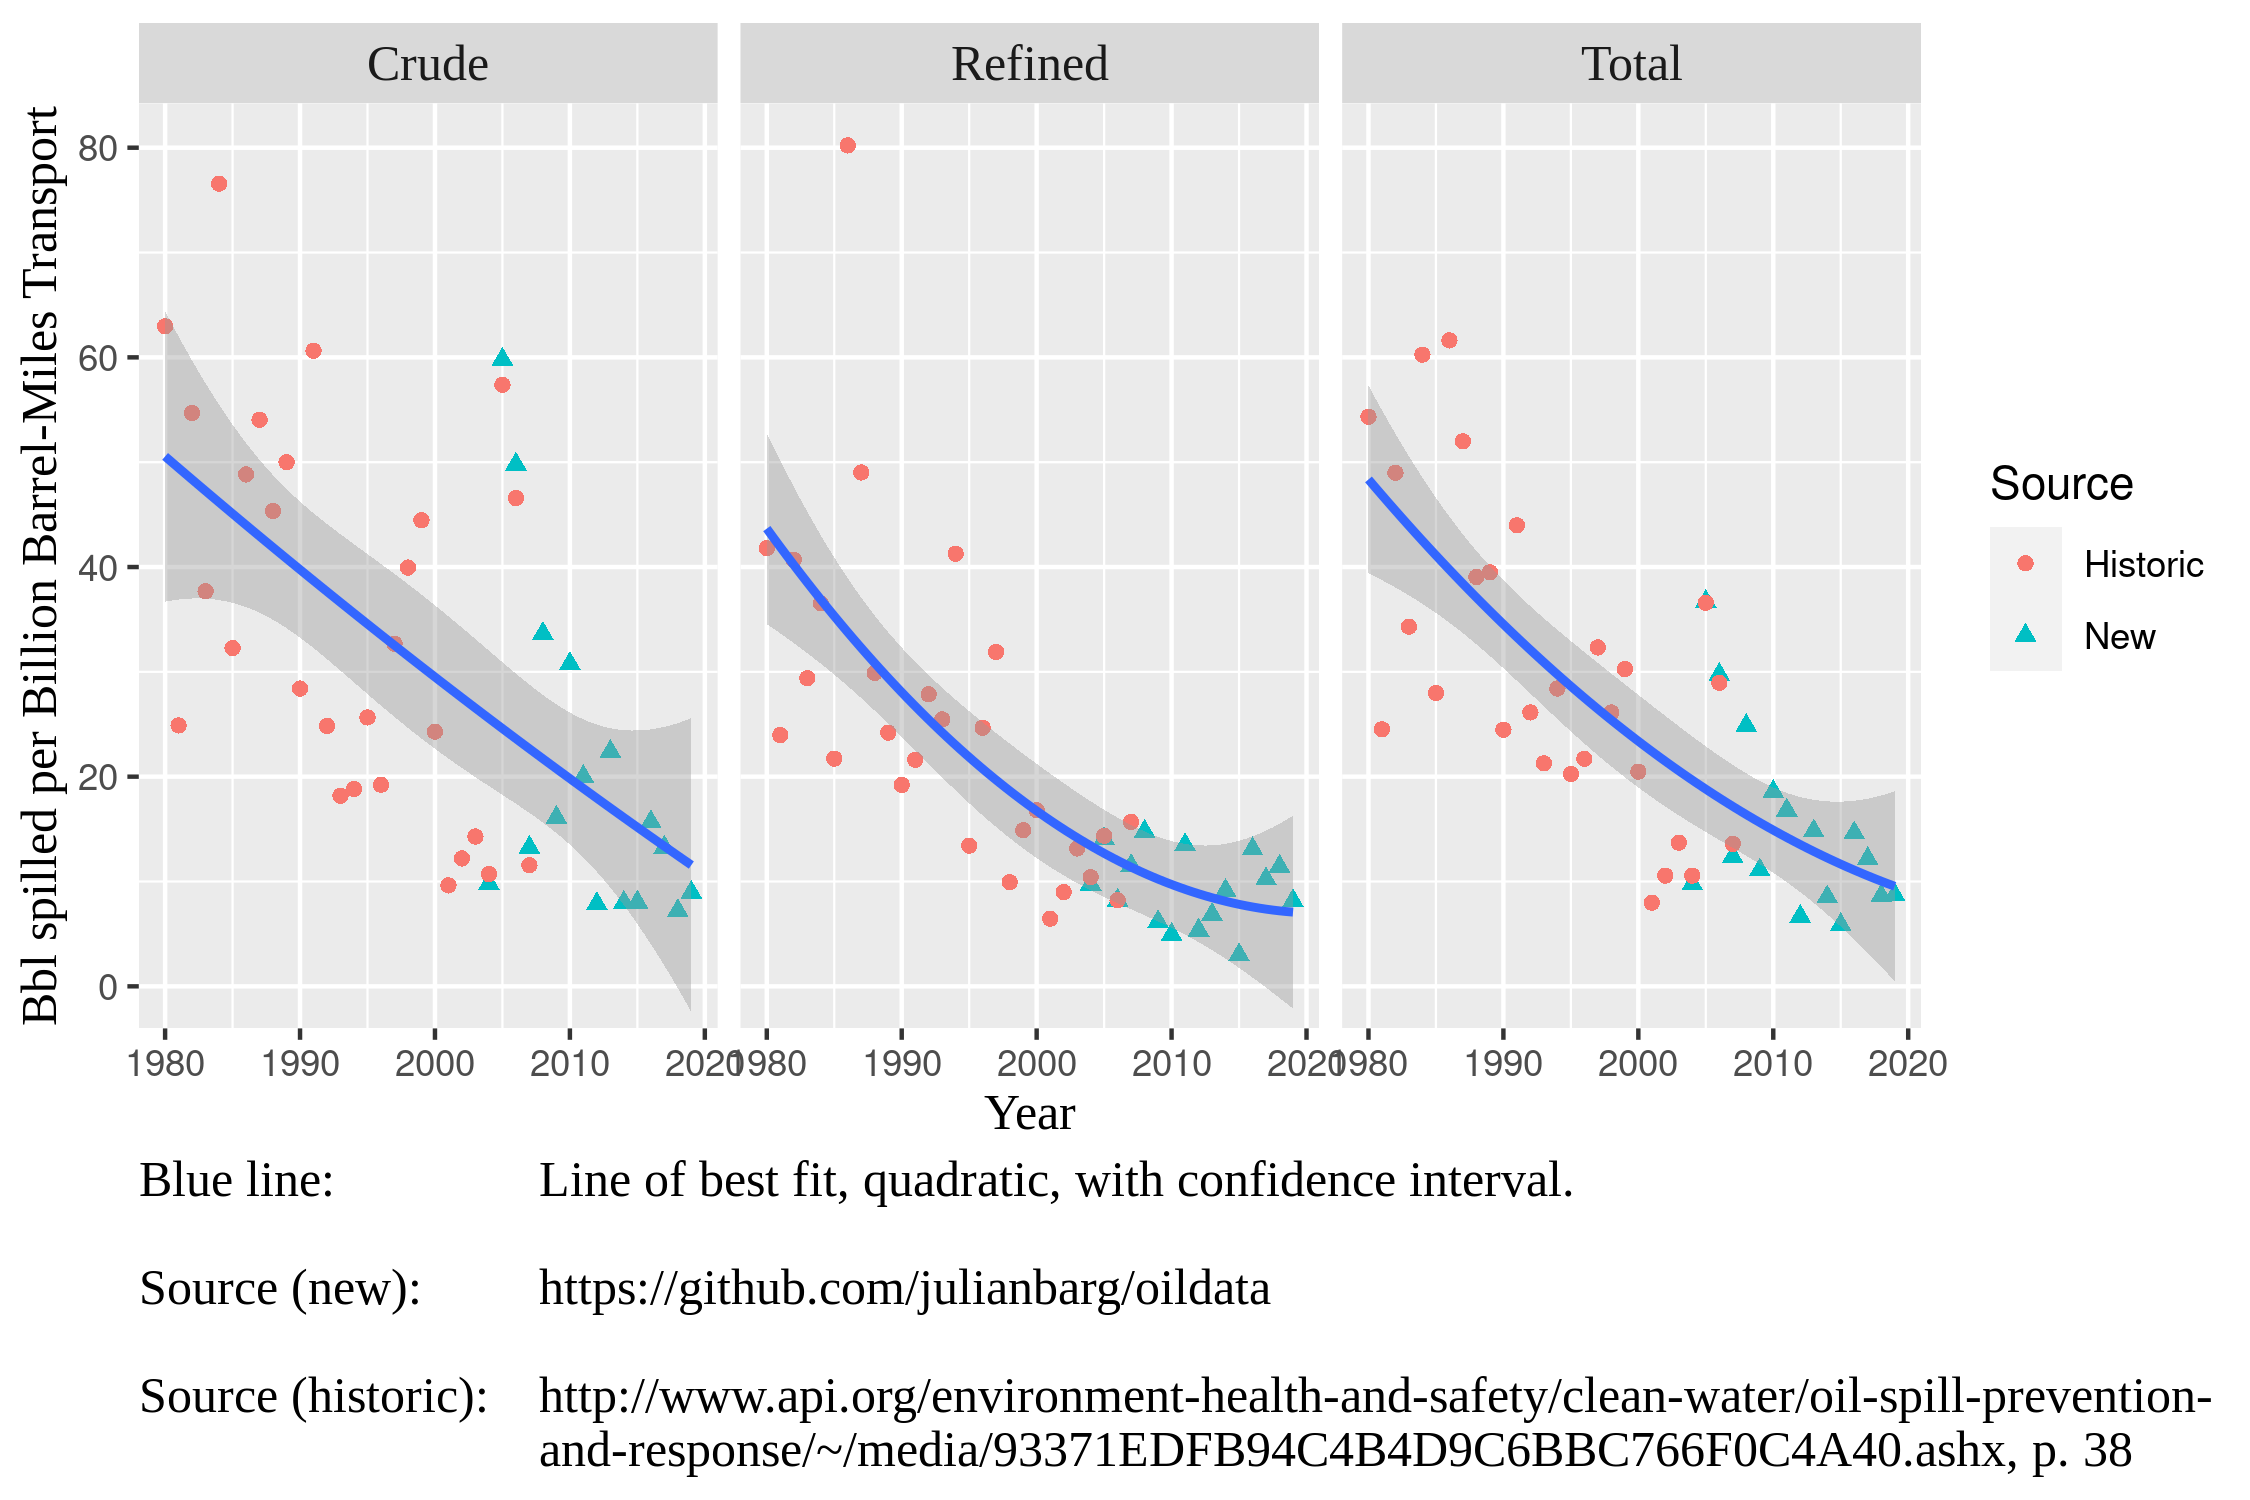 Crude Refined Total
Bbl spilled per Billion Barrel-Miles Transport
80
60
40
20
0
1980 1990 2000 2010 2020 1980 1990 2000 2010 2020 1980 1990 2000 2010 2020
Year
Source
Historic
New
Blue line: Line of best fit, quadratic, with confidence interval.
Source (new): https://github.com/julianbarg/oildata
Source (historic): http://www.api.org/environment-health-and-safety/clean-water/oil-spill-prevention-
and-response/~/media/93371EDFB94C4B4D9C6BBC766F0C4A40.ashx, p. 38